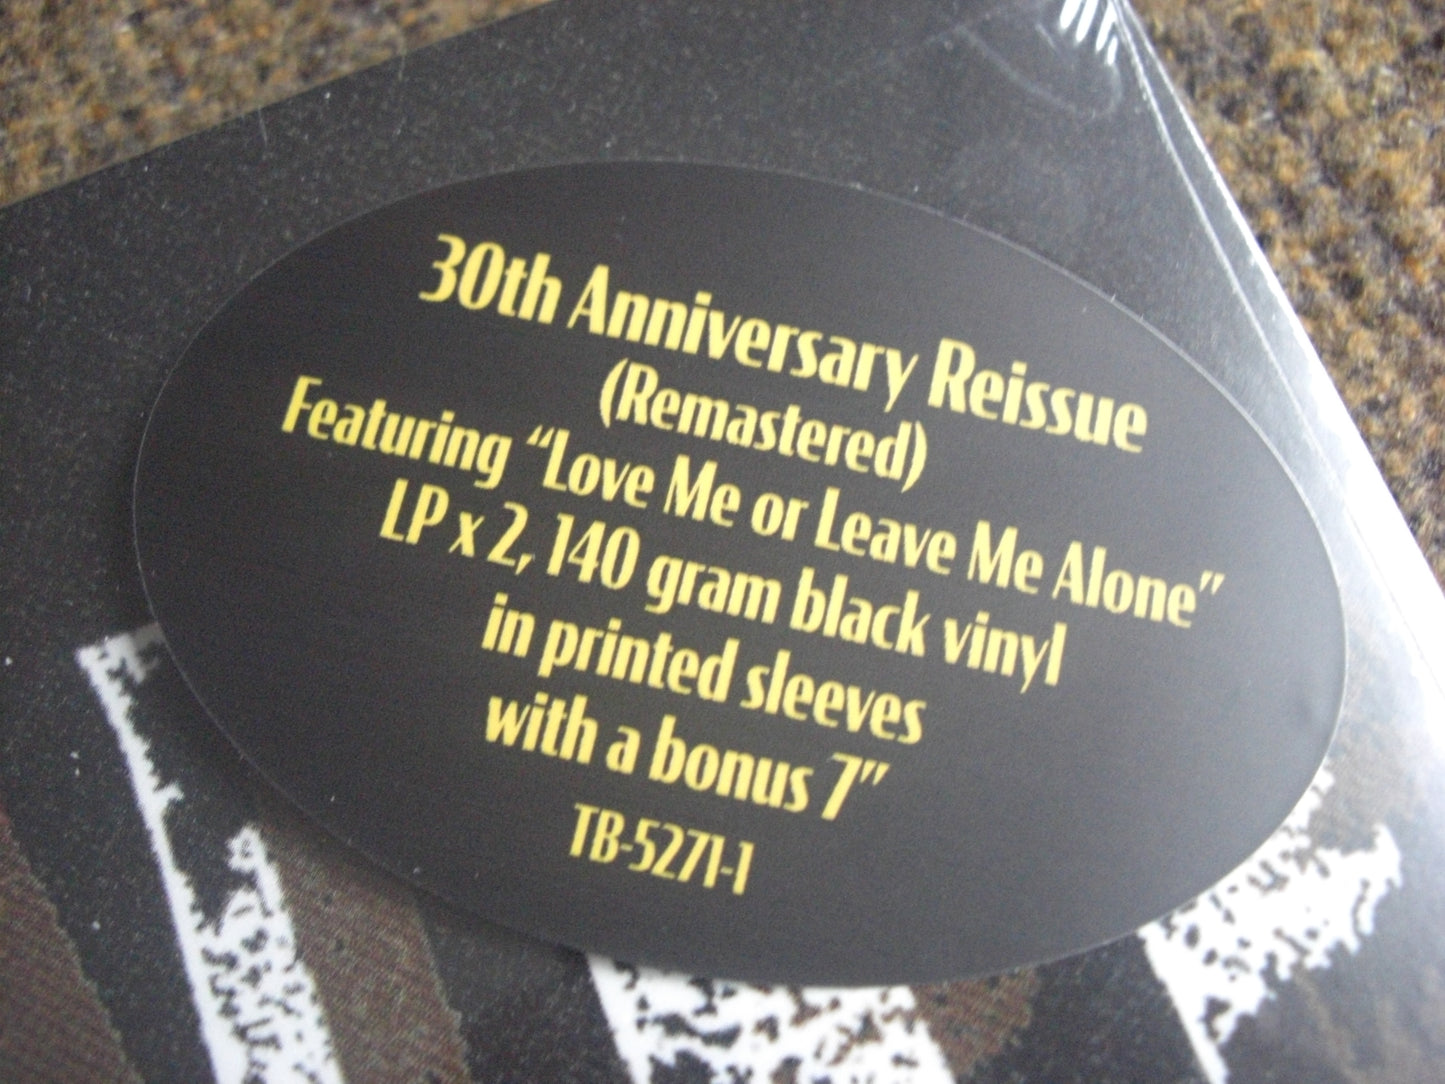 30th Anniversary Reissue
(Remastered)
Featuring “Love Me or Leave Me Alone”
LP x 2, 140 gram black vinyl
in printed sleeves
with a bonus 7”
TB-5271-1